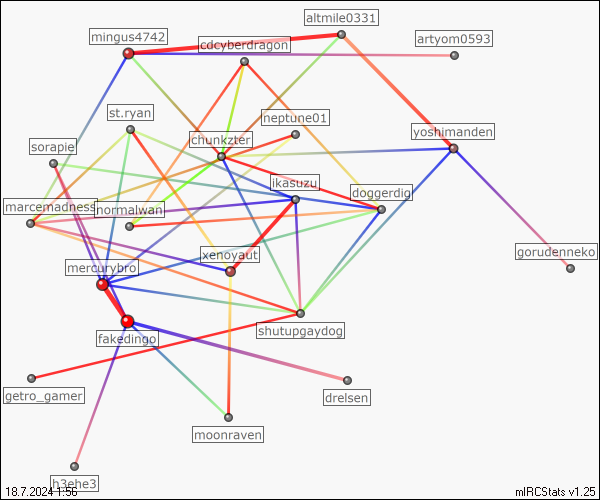 altmile0331
mingus4742
artyom0593
cdcyberdragon
st.ryan
neptune01
yoshimanden
chunkzter
sorapie
ikasuzu
doggerdig
marcemadness
normalwan
xenoyaut
gorudenneko
mercurybro
shutupgaydog
fakedingo
getro_gamer
drelsen
moonraven
h3ehe3
18.7.2024 1:56
mIRCStats v1.25